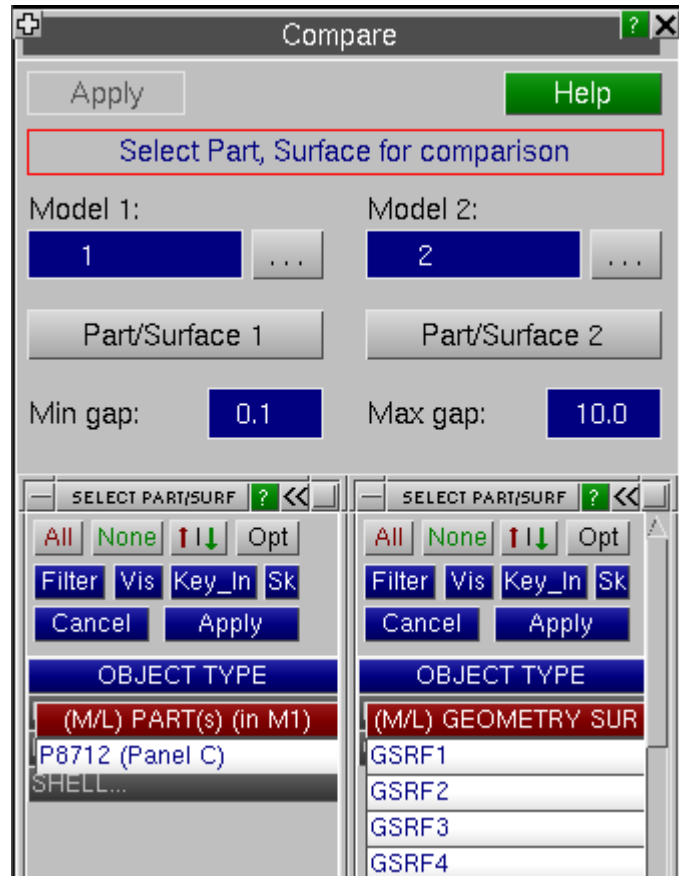 Compare ?
Apply Help
Select Part, Surface for comparison
Model 1: Model 2:
1 ... 2 ...
Part/Surface 1 Part/Surface 2
Min gap: 0.1 Max gap: 10.0
SELECT PART/SURF ? << SELECT PART/SURF ? <<
All None Opt All None Opt
Filter Vis Key_In Sk Filter Vis Key_In Sk
Cancel Apply Cancel Apply
OBJECT TYPE OBJECT TYPE
(M/L) PART(s) (in M1) (M/L) GEOMETRY SUR
P8712 (Panel C) GSRF1
SHELL... GSRF2
GSRF3
GSRF4